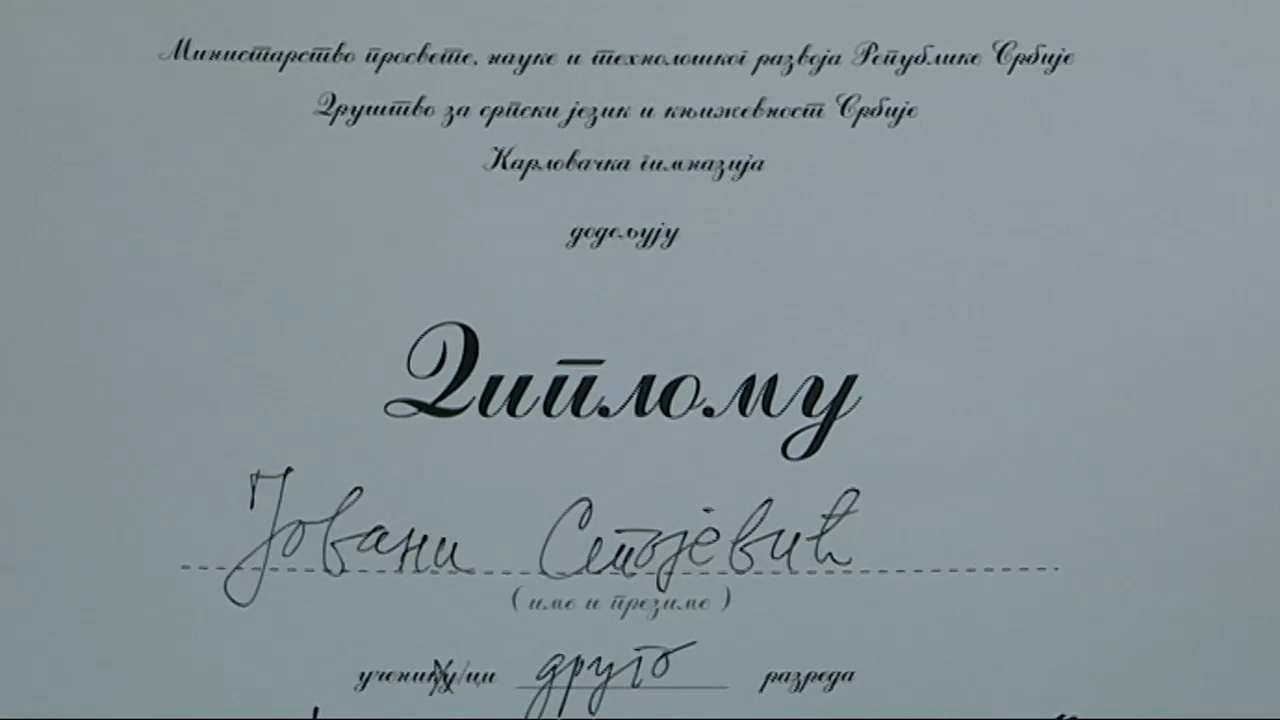 Министарство просвете, науке и технолошког развоја Републике Србије
Друштво за српски језик и књижевност Србије
Карловачка гимназија
додељују
Диплому
Јовани Стојевић
( име и презиме )
ученику/ци другог разреда